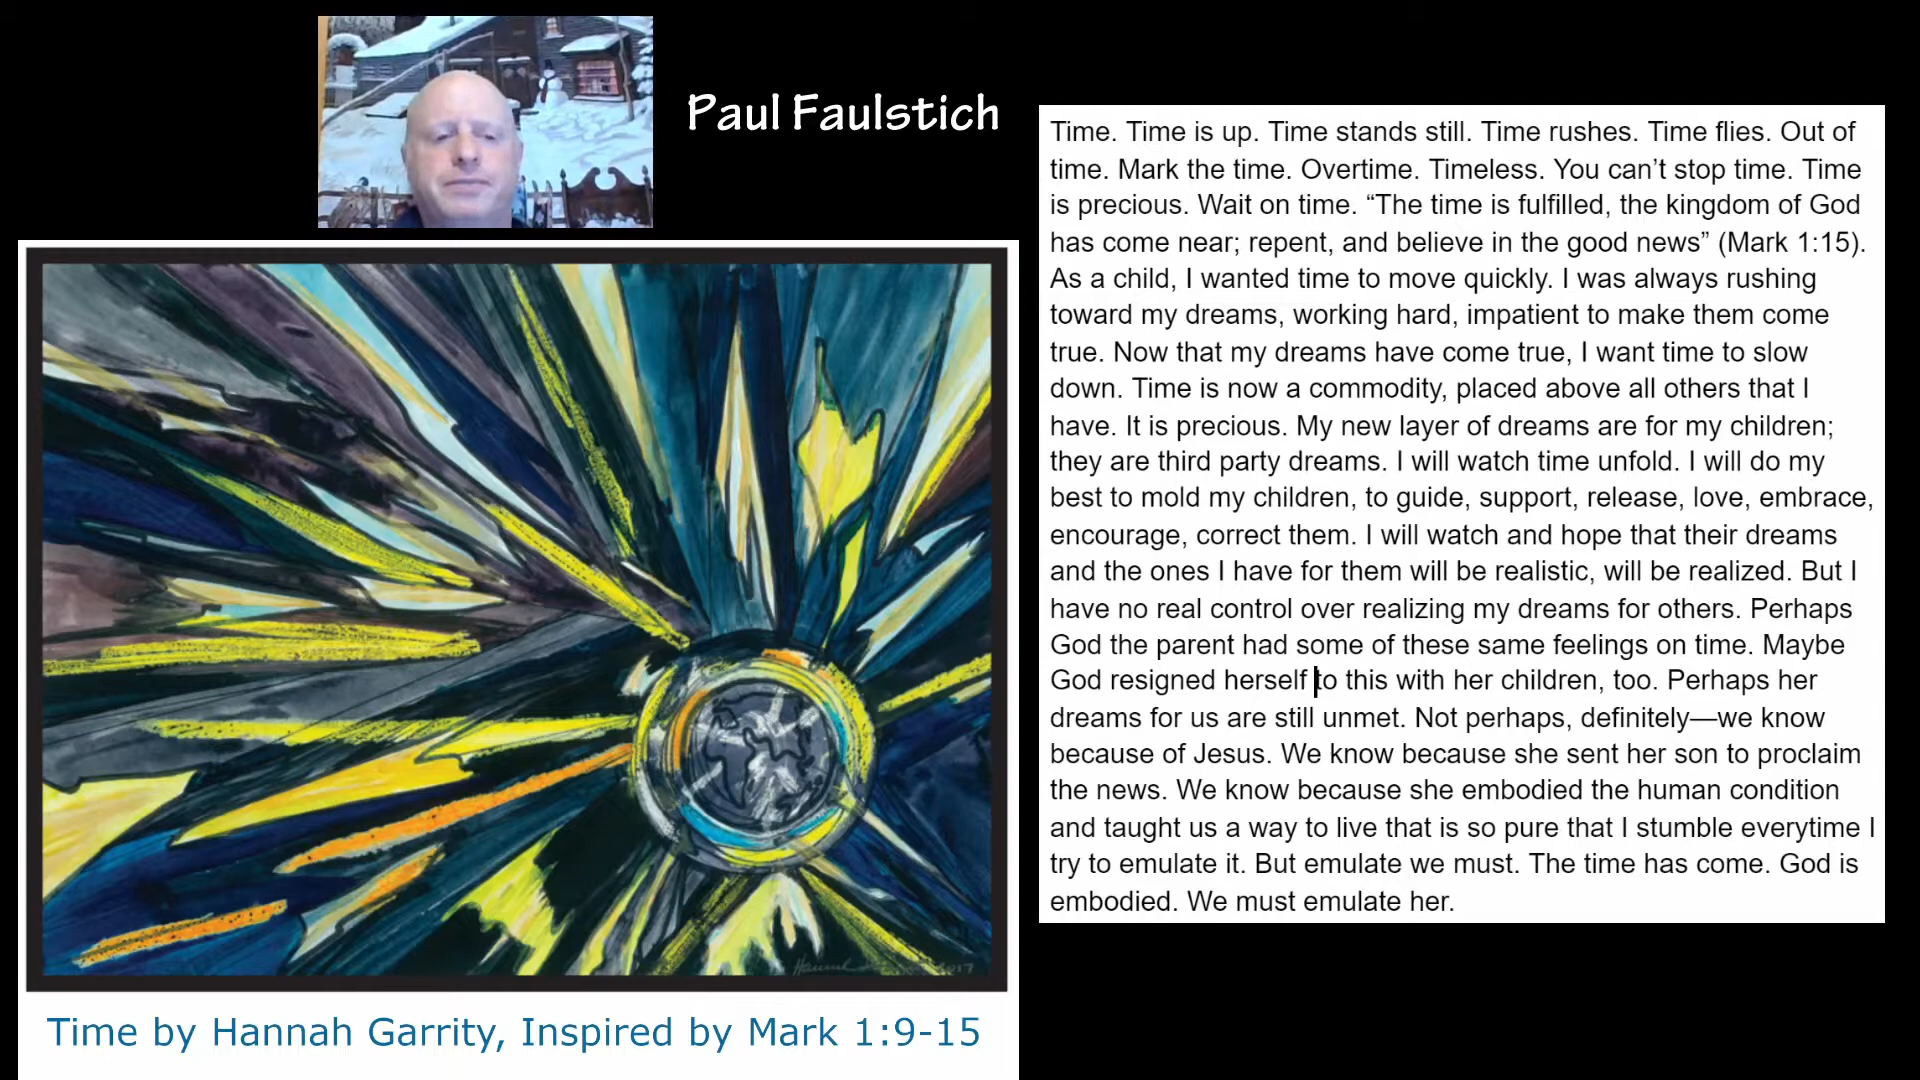 Paul Faulstich
Time. Time is up. Time stands still. Time rushes. Time flies. Out of
time. Mark the time. Overtime. Timeless. You can’t stop time. Time
is precious. Wait on time. “The time is fulfilled, the kingdom of God
has come near; repent, and believe in the good news” (Mark 1:15).
As a child, I wanted time to move quickly. I was always rushing
toward my dreams, working hard, impatient to make them come
true. Now that my dreams have come true, I want time to slow
down. Time is now a commodity, placed above all others that I
have. It is precious. My new layer of dreams are for my children;
they are third party dreams. I will watch time unfold. I will do my
best to mold my children, to guide, support, release, love, embrace,
encourage, correct them. I will watch and hope that their dreams
and the ones I have for them will be realistic, will be realized. But I
have no real control over realizing my dreams for others. Perhaps
God the parent had some of these same feelings on time. Maybe
God resigned herself to this with her children, too. Perhaps her
dreams for us are still unmet. Not perhaps, definitely—we know
because of Jesus. We know because she sent her son to proclaim
the news. We know because she embodied the human condition
and taught us a way to live that is so pure that I stumble everytime I
try to emulate it. But emulate we must. The time has come. God is
embodied. We must emulate her.
Time by Hannah Garrity, Inspired by Mark 1:9-15